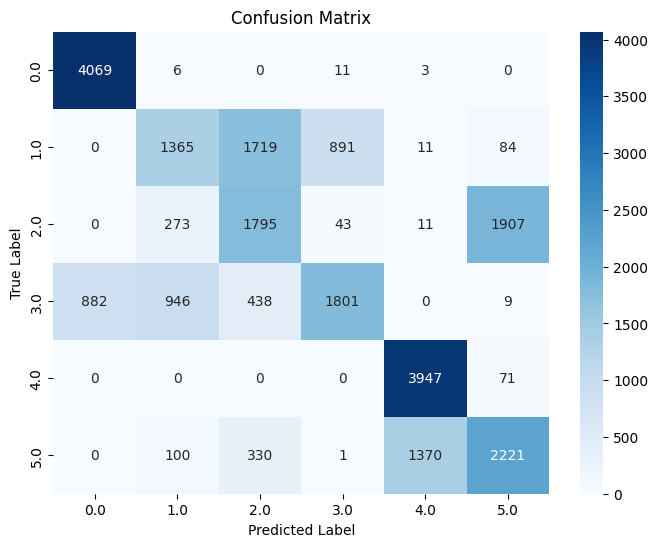 Confusion Matrix
True Label
0.0 4069 6 0 11 3 0
1.0 0 1365 1719 891 11 84
2.0 0 273 1795 43 11 1907
3.0 882 946 438 1801 0 9
4.0 0 0 0 0 3947 71
5.0 0 100 330 1 1370 2221
0.0 1.0 2.0 3.0 4.0 5.0
Predicted Label
4000
3500
3000
2500
2000
1500
1000
500
0